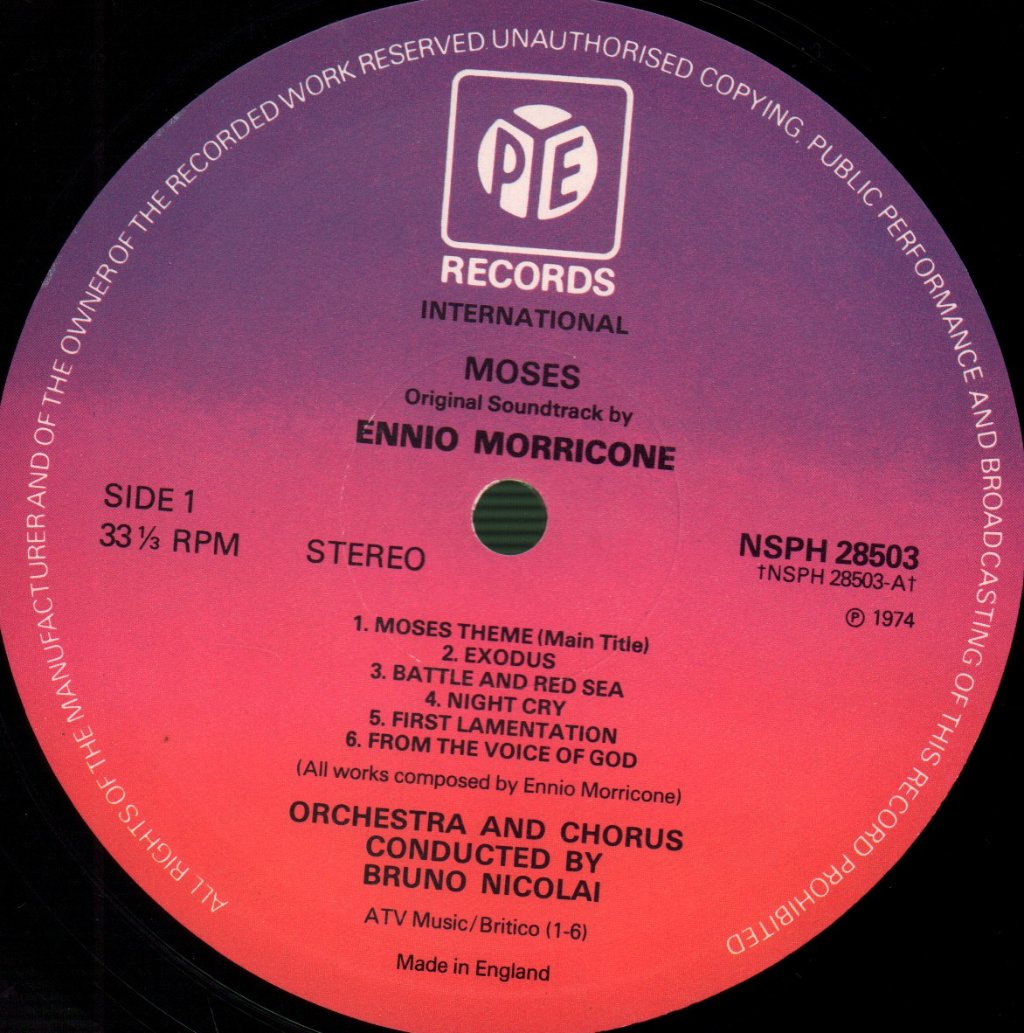 ALL RIGHTS OF THE MANUFACTURER AND OF THE OWNER OF THE RECORDED WORK RESERVED. UNAUTHORISED COPYING, PUBLIC PERFORMANCE AND BROADCASTING OF THIS RECORD PROHIBITED
PYE
RECORDS
INTERNATIONAL
MOSES
Original Soundtrack by
ENNIO MORRICONE
SIDE 1
33 ⅓ RPM
STEREO
NSPH 28503
†NSPH 28503-A†
℗ 1974
1. MOSES THEME (Main Title)
2. EXODUS
3. BATTLE AND RED SEA
4. NIGHT CRY
5. FIRST LAMENTATION
6. FROM THE VOICE OF GOD
(All works composed by Ennio Morricone)
ORCHESTRA AND CHORUS
CONDUCTED BY
BRUNO NICOLAI
ATV Music/Britico (1-6)
Made in England